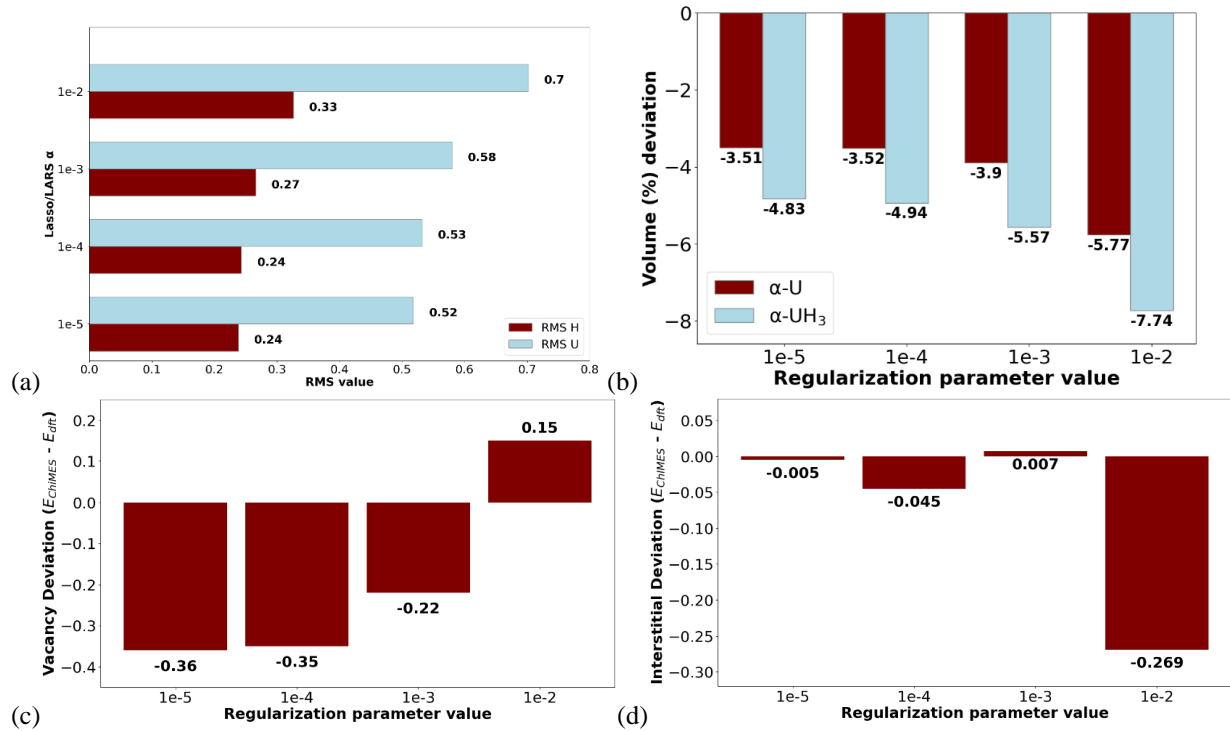 Lasso/LARS α
1e-2
1e-3
1e-4
1e-5
0.7
0.33
0.58
0.27
0.53
0.24
0.52
0.24
RMS H
RMS U
0.0 0.1 0.2 0.3 0.4 0.5 0.6 0.7 0.8
RMS value
(a)
Volume (%) deviation
0
−2
−4
−6
−8
-3.51
-4.83
-3.52
-4.94
-3.9
-5.57
-5.77
-7.74
α-U
α-UH₃
1e-5 1e-4 1e-3 1e-2
Regularization parameter value
(b)
Vacancy Deviation (E_ChIMES - E_dft)
0.2
0.1
0.0
−0.1
−0.2
−0.3
−0.4
-0.36
-0.35
-0.22
0.15
1e-5 1e-4 1e-3 1e-2
Regularization parameter value
(c)
Interstitial Deviation (E_ChIMES - E_dft)
0.05
0.00
−0.05
−0.10
−0.15
−0.20
−0.25
−0.30
-0.005
-0.045
0.007
-0.269
1e-5 1e-4 1e-3 1e-2
Regularization parameter value
(d)